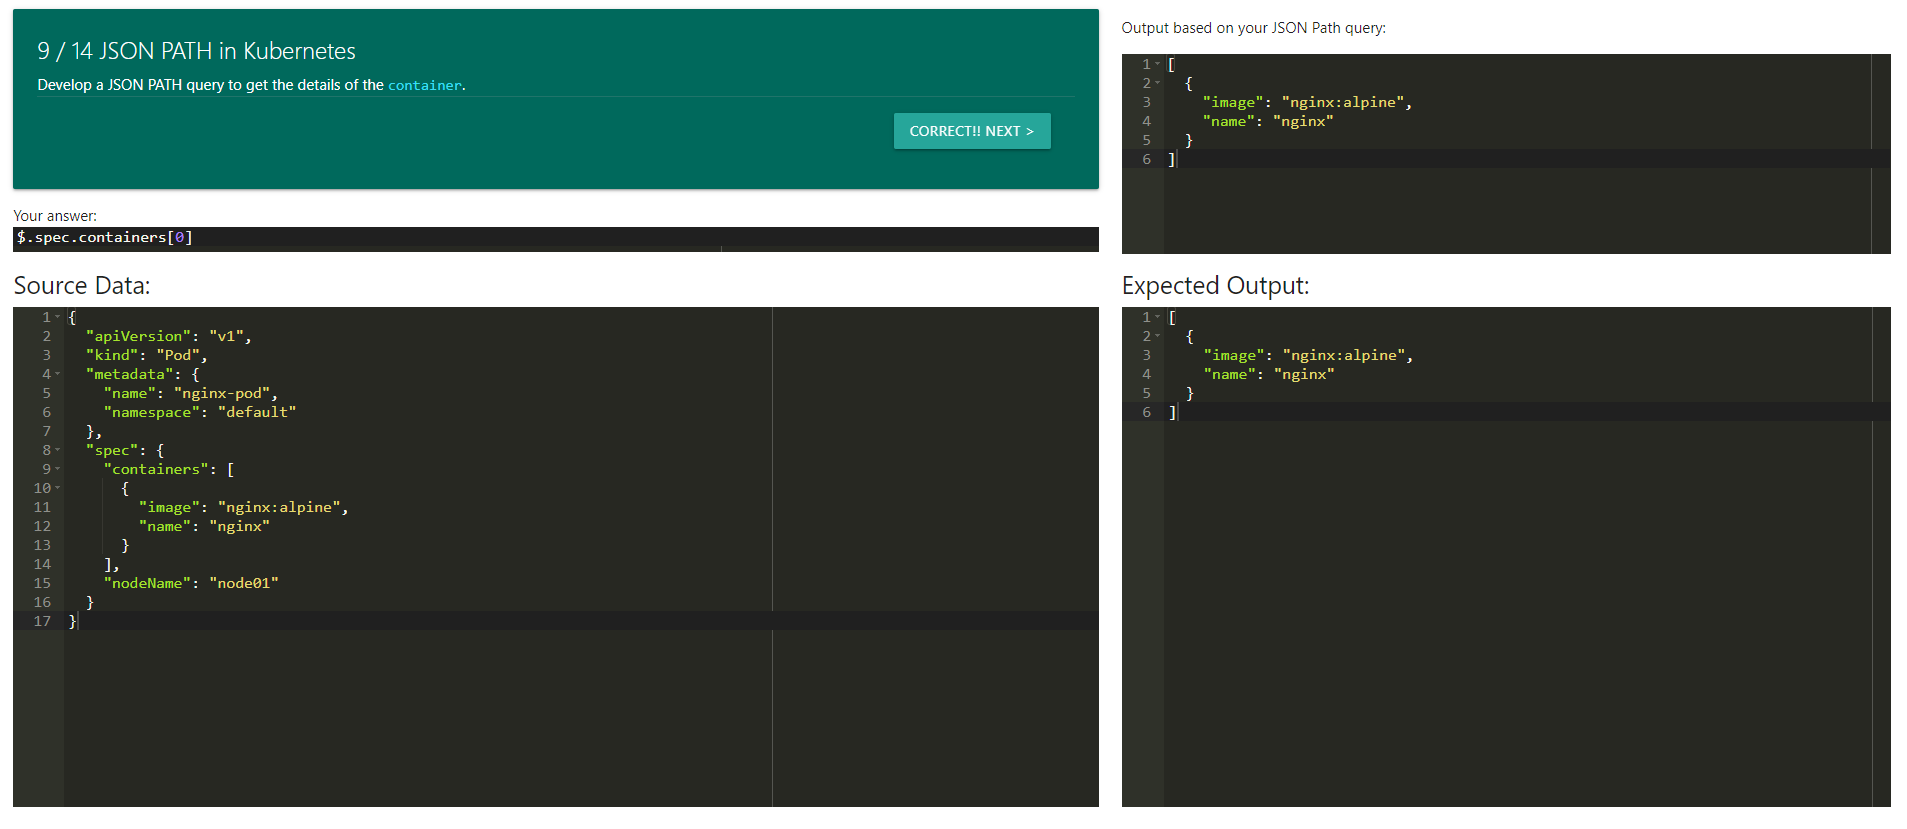 9 / 14 JSON PATH in Kubernetes
Develop a JSON PATH query to get the details of the container.
CORRECT!! NEXT >
Your answer:
$.spec.containers[0]
Source Data:
1 {
2   "apiVersion": "v1",
3   "kind": "Pod",
4   "metadata": {
5     "name": "nginx-pod",
6     "namespace": "default"
7   },
8   "spec": {
9     "containers": [
10       {
11         "image": "nginx:alpine",
12         "name": "nginx"
13       }
14     ],
15     "nodeName": "node01"
16   }
17 }
Output based on your JSON Path query:
1 [
2   {
3     "image": "nginx:alpine",
4     "name": "nginx"
5   }
6 ]
Expected Output:
1 [
2   {
3     "image": "nginx:alpine",
4     "name": "nginx"
5   }
6 ]